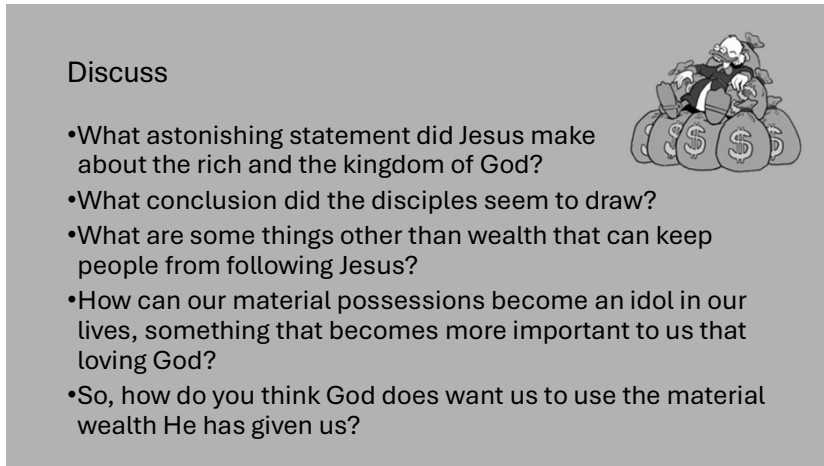 Discuss
•What astonishing statement did Jesus make
about the rich and the kingdom of God?
•What conclusion did the disciples seem to draw?
•What are some things other than wealth that can keep
people from following Jesus?
•How can our material possessions become an idol in our
lives, something that becomes more important to us that
loving God?
•So, how do you think God does want us to use the material
wealth He has given us?
$ $ $ $